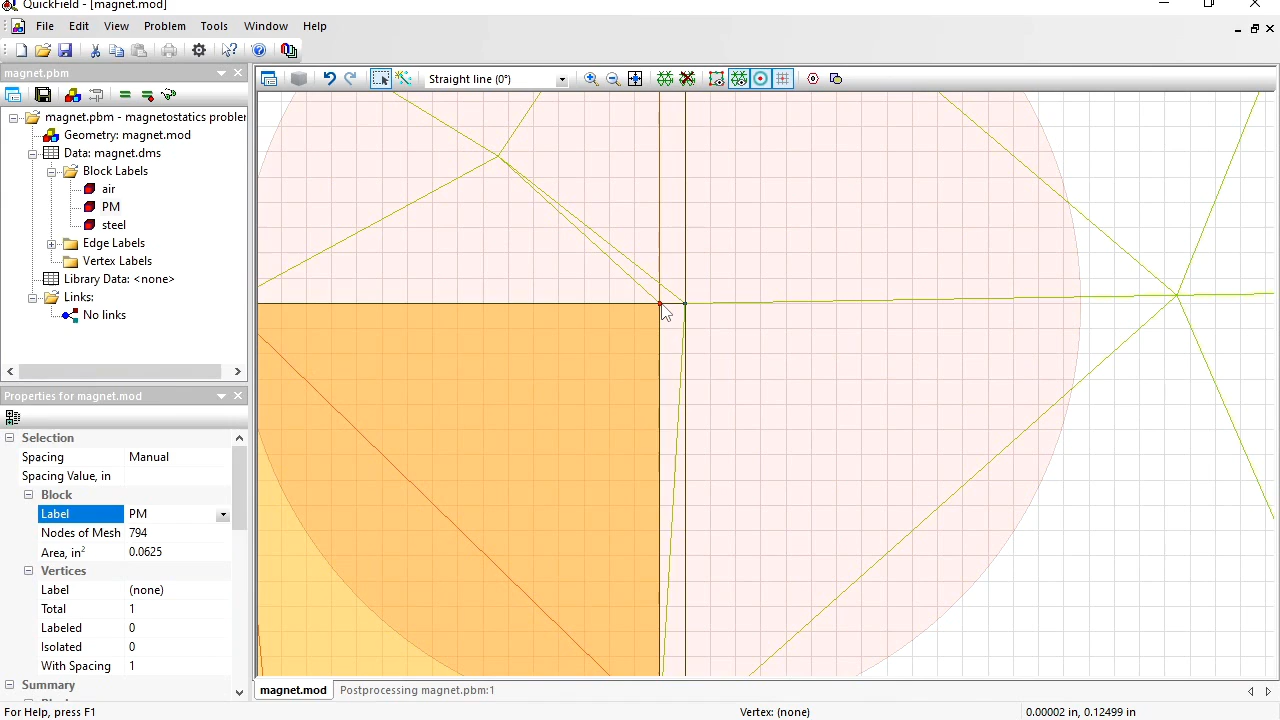 QuickField - [magnet.mod]
File Edit View Problem Tools Window Help
magnet.pbm
Straight line (0°)
magnet.pbm - magnetostatics probler
Geometry: magnet.mod
Data: magnet.dms
Block Labels
air
PM
steel
Edge Labels
Vertex Labels
Library Data: <none>
Links:
No links
Properties for magnet.mod
Selection
Spacing Manual
Spacing Value, in
Block
Label PM
Nodes of Mesh 794
Area, in² 0.0625
Vertices
Label (none)
Total 1
Labeled 0
Isolated 0
With Spacing 1
Summary
magnet.mod Postprocessing magnet.pbm:1
For Help, press F1 Vertex: (none) 0.00002 in, 0.12499 in